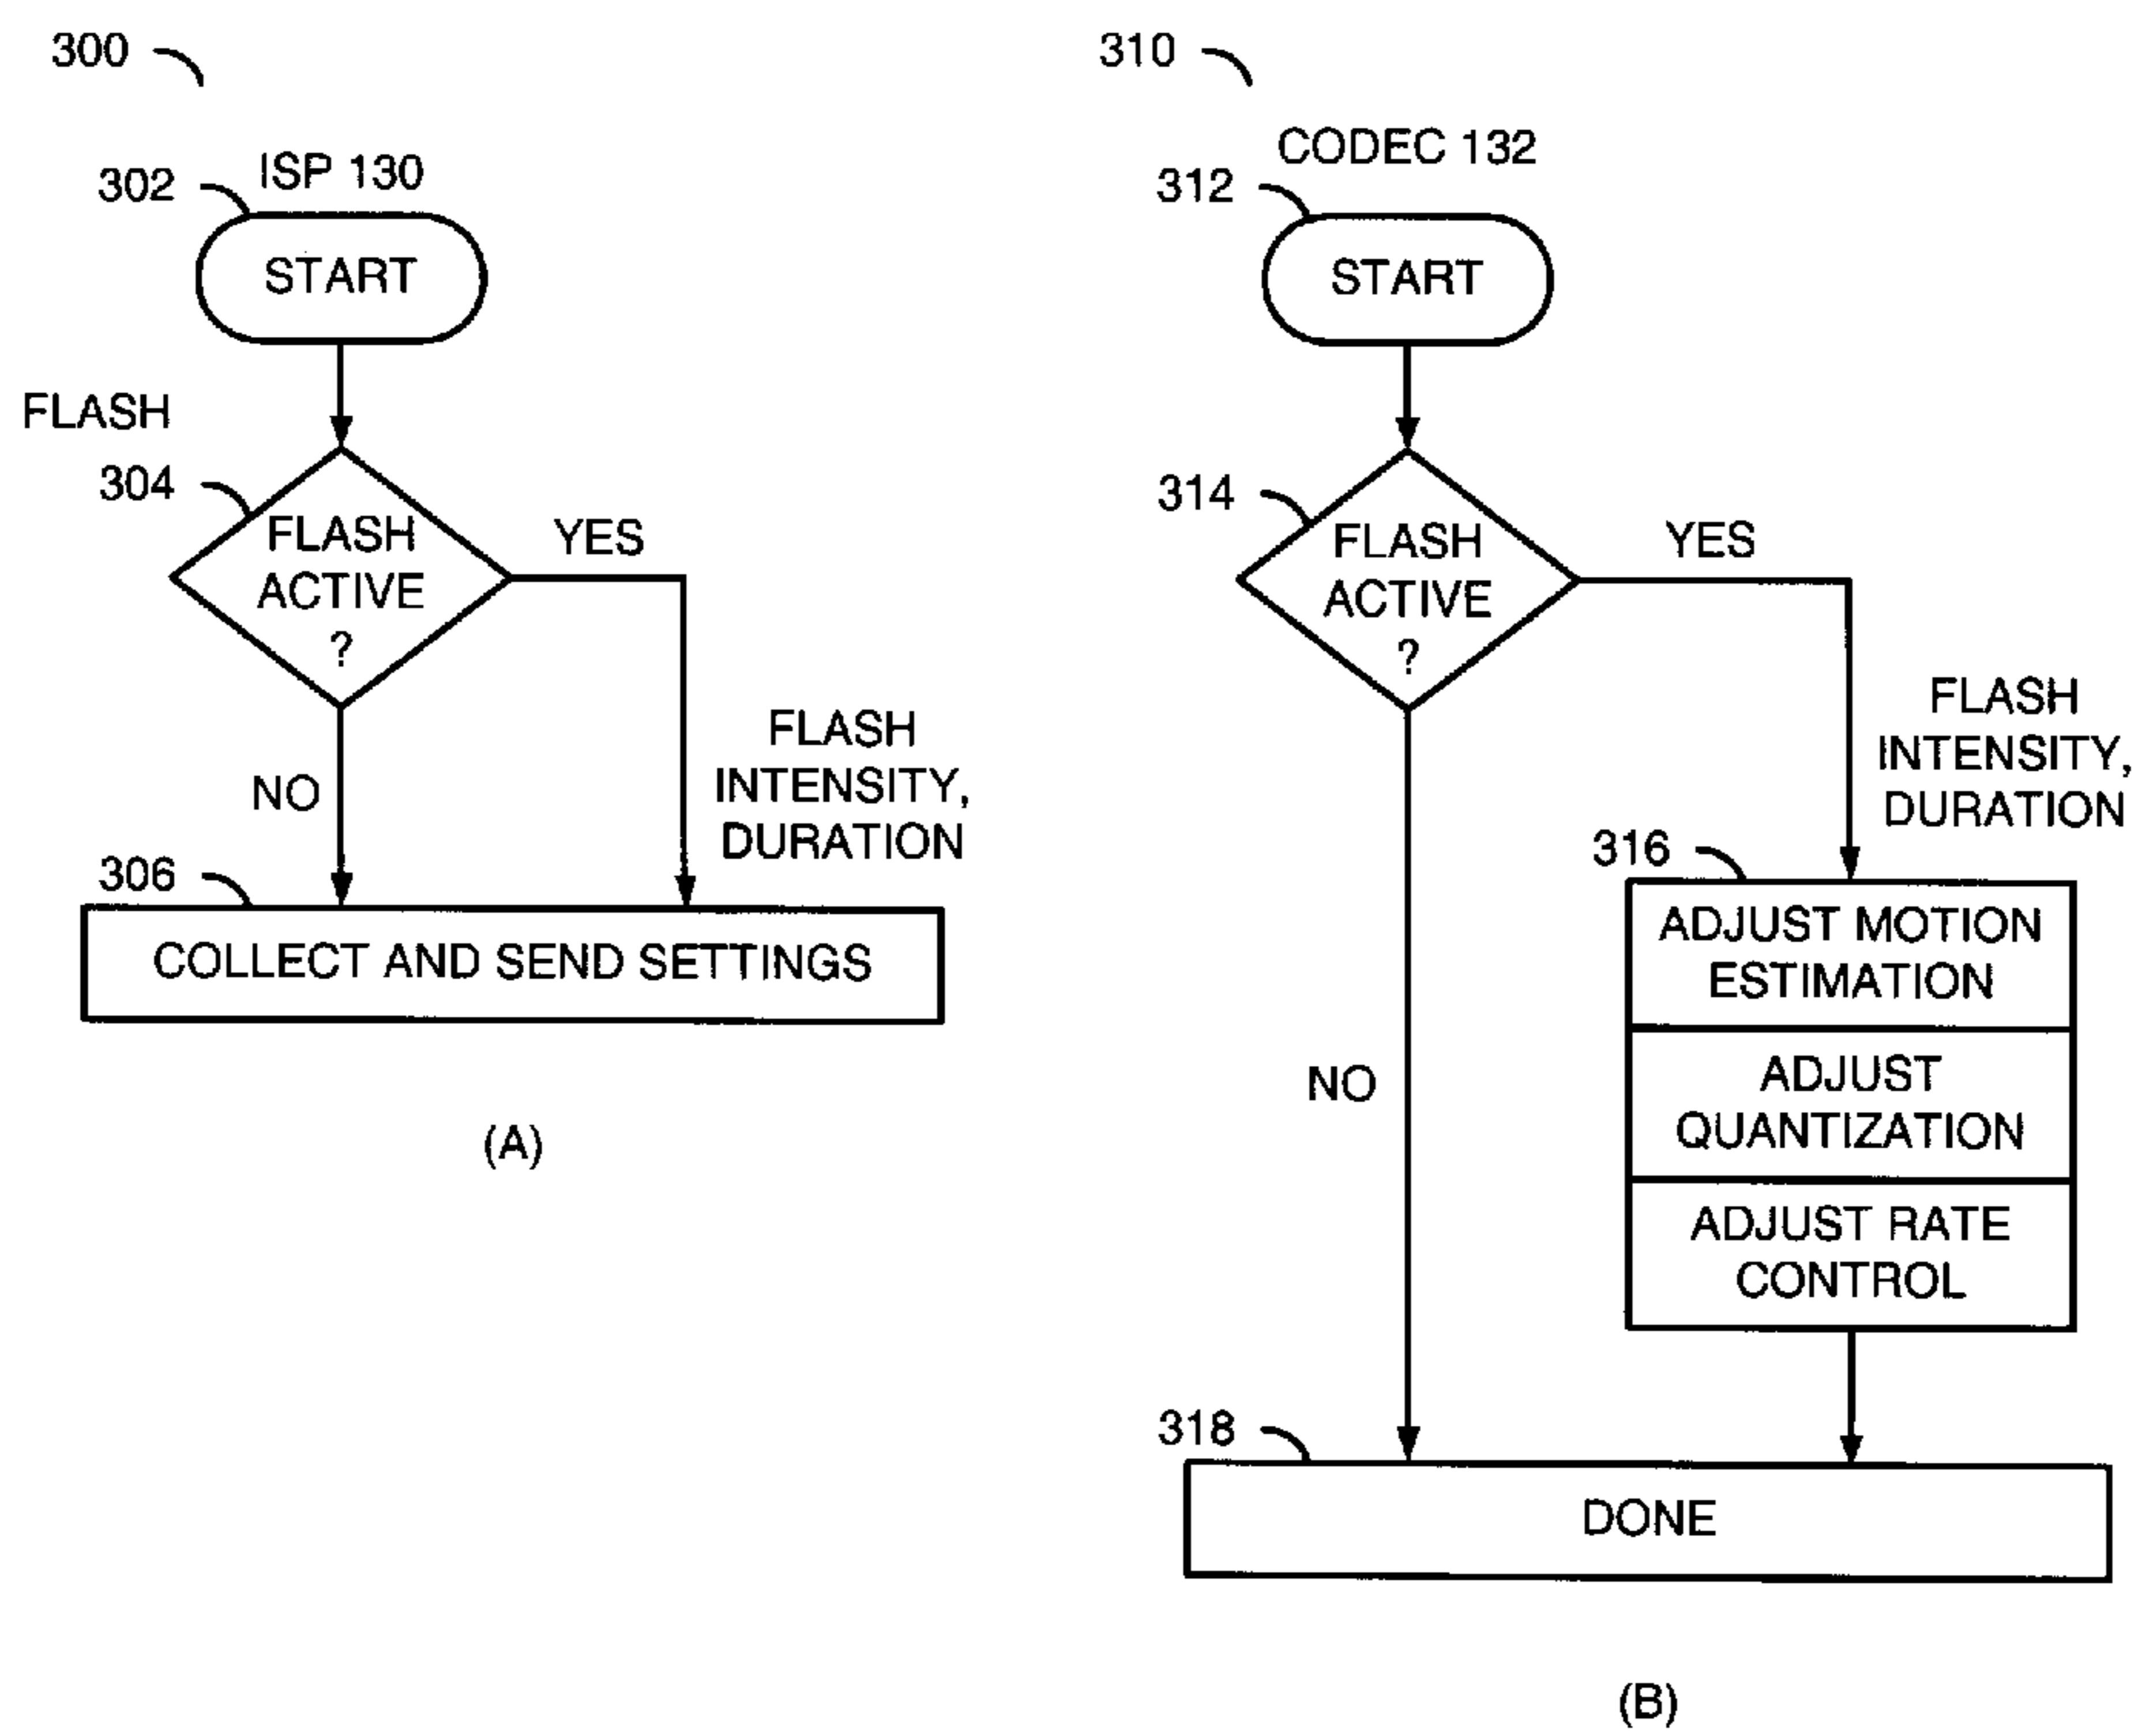 300
ISP 130
302
START
FLASH
304
FLASH
ACTIVE
?
YES
NO
FLASH
INTENSITY,
DURATION
306
COLLECT AND SEND SETTINGS
(A)
310
CODEC 132
312
START
314
FLASH
ACTIVE
?
YES
FLASH
INTENSITY,
DURATION
316
ADJUST MOTION
ESTIMATION
ADJUST
QUANTIZATION
ADJUST RATE
CONTROL
NO
318
DONE
(B)